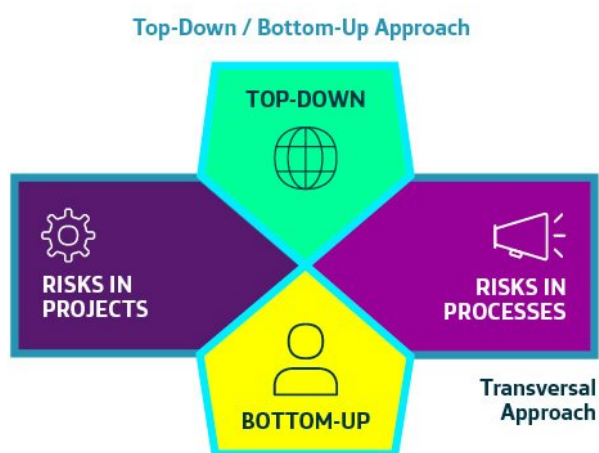 Top-Down / Bottom-Up Approach
TOP-DOWN
RISKS IN
PROJECTS
RISKS IN
PROCESSES
BOTTOM-UP
Transversal
Approach